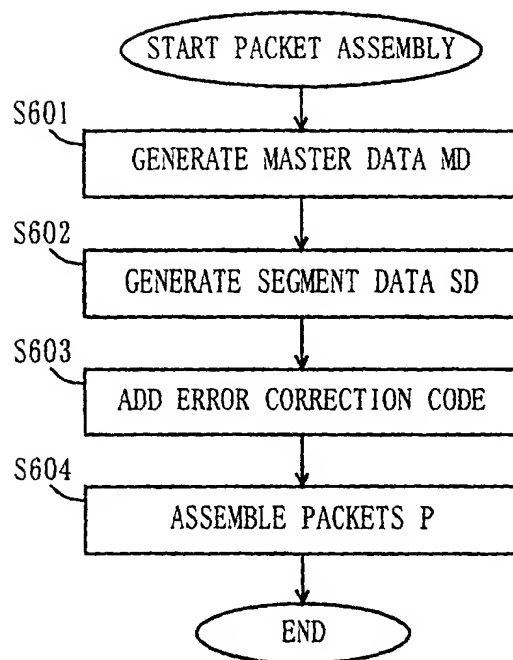 START PACKET ASSEMBLY
S601
GENERATE MASTER DATA MD
S602
GENERATE SEGMENT DATA SD
S603
ADD ERROR CORRECTION CODE
S604
ASSEMBLE PACKETS P
END